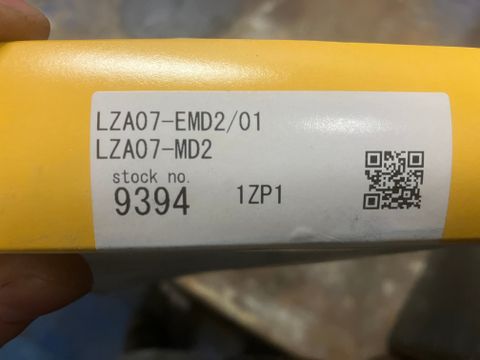 LZA07-EMD2/01
LZA07-MD2
stock no.
9394 1ZP1